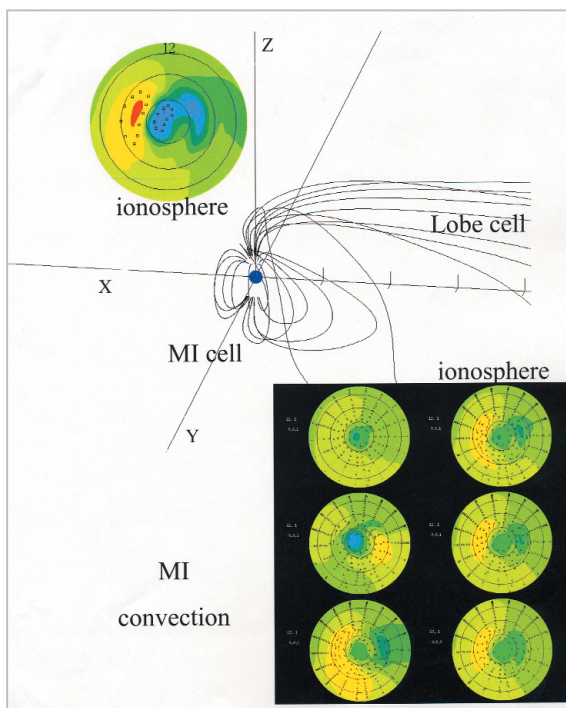 12
Z
ionosphere
Lobe cell
X
MI cell
ionosphere
Y
MI
convection